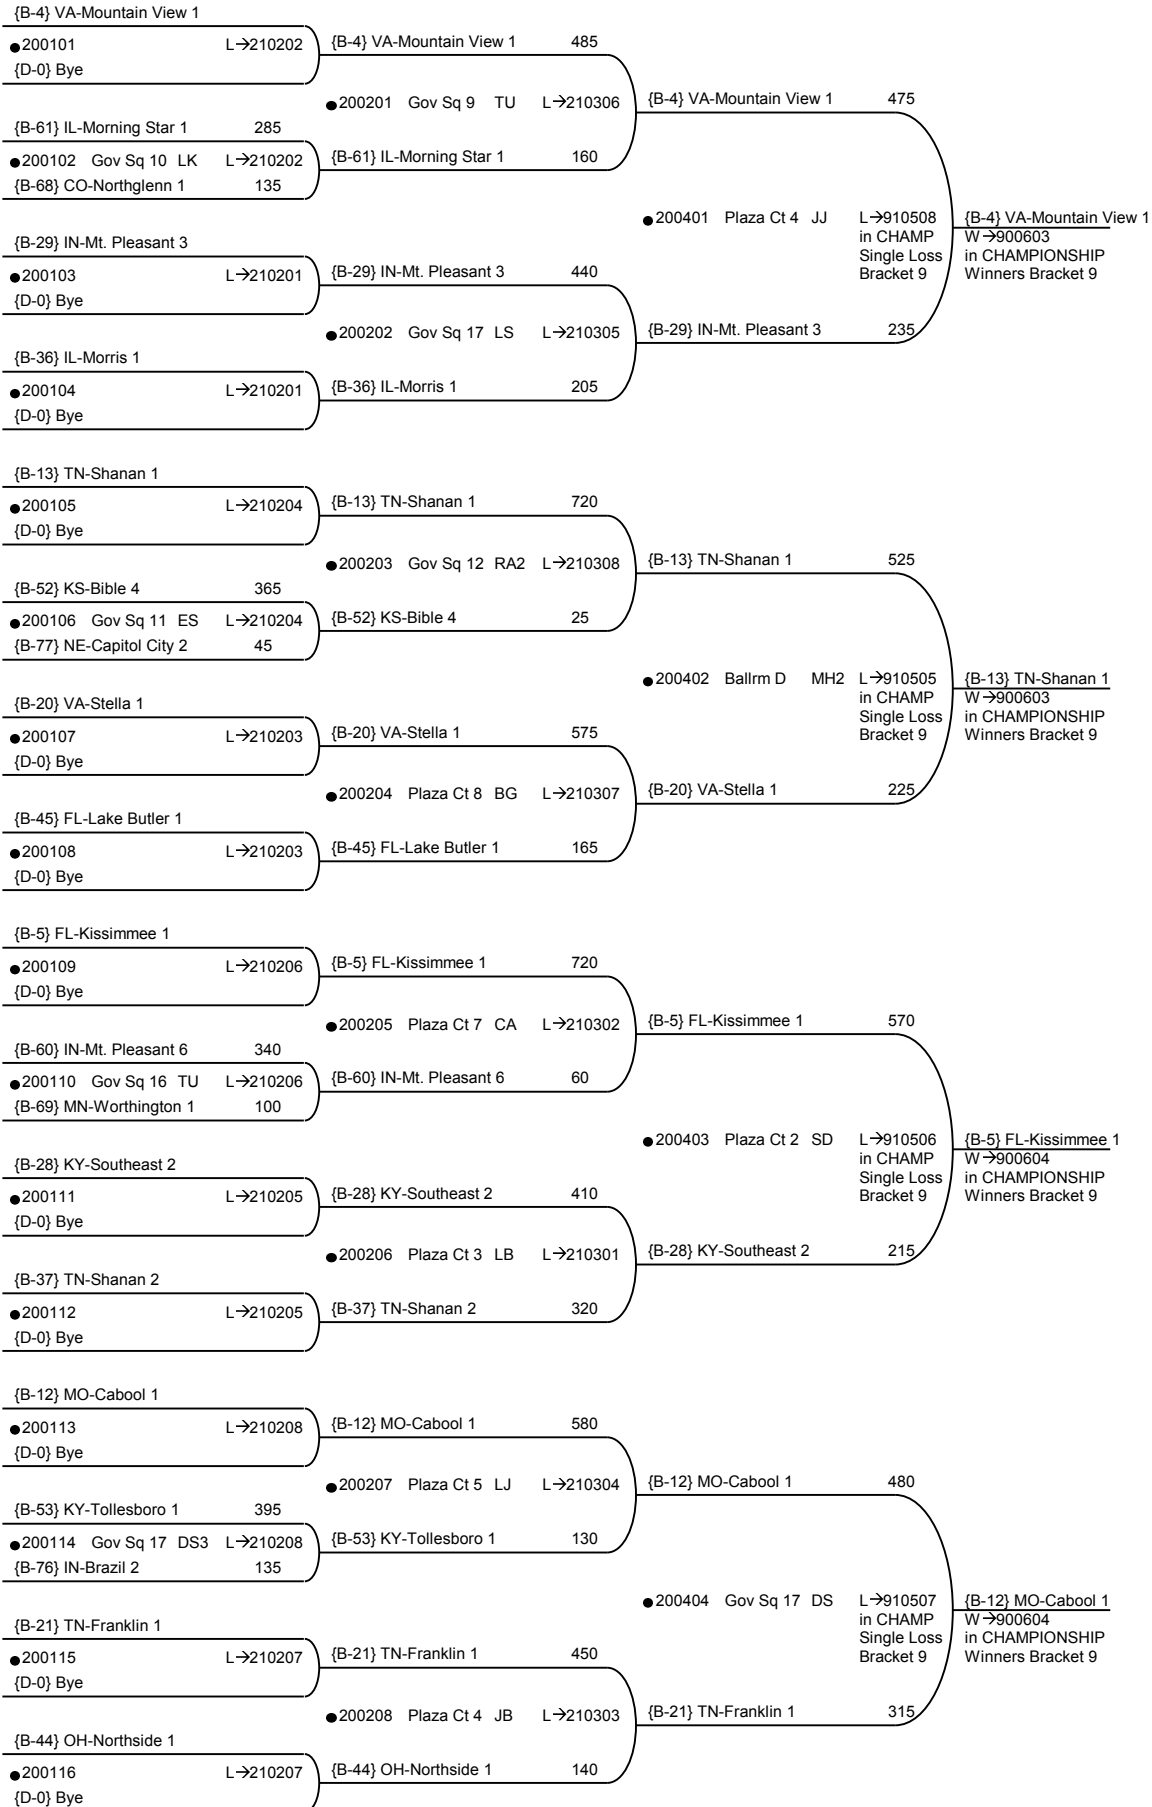 {B-4} VA-Mountain View 1
●200101 L→210202
{D-0} Bye
{B-61} IL-Morning Star 1 285
●200102 Gov Sq 10 LK L→210202
{B-68} CO-Northglenn 1 135
{B-29} IN-Mt. Pleasant 3
●200103 L→210201
{D-0} Bye
{B-36} IL-Morris 1
●200104 L→210201
{D-0} Bye
{B-13} TN-Shanan 1
●200105 L→210204
{D-0} Bye
{B-52} KS-Bible 4 365
●200106 Gov Sq 11 ES L→210204
{B-77} NE-Capitol City 2 45
{B-20} VA-Stella 1
●200107 L→210203
{D-0} Bye
{B-45} FL-Lake Butler 1
●200108 L→210203
{D-0} Bye
{B-5} FL-Kissimmee 1
●200109 L→210206
{D-0} Bye
{B-60} IN-Mt. Pleasant 6 340
●200110 Gov Sq 16 TU L→210206
{B-69} MN-Worthington 1 100
{B-28} KY-Southeast 2
●200111 L→210205
{D-0} Bye
{B-37} TN-Shanan 2
●200112 L→210205
{D-0} Bye
{B-12} MO-Cabool 1
●200113 L→210208
{D-0} Bye
{B-53} KY-Tollesboro 1 395
●200114 Gov Sq 17 DS3 L→210208
{B-76} IN-Brazil 2 135
{B-21} TN-Franklin 1
●200115 L→210207
{D-0} Bye
{B-44} OH-Northside 1
●200116 L→210207
{D-0} Bye
{B-4} VA-Mountain View 1 485
●200201 Gov Sq 9 TU L→210306
{B-61} IL-Morning Star 1 160
{B-29} IN-Mt. Pleasant 3 440
●200202 Gov Sq 17 LS L→210305
{B-36} IL-Morris 1 205
{B-13} TN-Shanan 1 720
●200203 Gov Sq 12 RA2 L→210308
{B-52} KS-Bible 4 25
{B-20} VA-Stella 1 575
●200204 Plaza Ct 8 BG L→210307
{B-45} FL-Lake Butler 1 165
{B-5} FL-Kissimmee 1 720
●200205 Plaza Ct 7 CA L→210302
{B-60} IN-Mt. Pleasant 6 60
{B-28} KY-Southeast 2 410
●200206 Plaza Ct 3 LB L→210301
{B-37} TN-Shanan 2 320
{B-12} MO-Cabool 1 580
●200207 Plaza Ct 5 LJ L→210304
{B-53} KY-Tollesboro 1 130
{B-21} TN-Franklin 1 450
●200208 Plaza Ct 4 JB L→210303
{B-44} OH-Northside 1 140
{B-4} VA-Mountain View 1 475
●200401 Plaza Ct 4 JJ L→910508
in CHAMP
Single Loss
Bracket 9
{B-29} IN-Mt. Pleasant 3 235
{B-13} TN-Shanan 1 525
●200402 Ballrm D MH2 L→910505
in CHAMP
Single Loss
Bracket 9
{B-20} VA-Stella 1 225
{B-5} FL-Kissimmee 1 570
●200403 Plaza Ct 2 SD L→910506
in CHAMP
Single Loss
Bracket 9
{B-28} KY-Southeast 2 215
{B-12} MO-Cabool 1 480
●200404 Gov Sq 17 DS L→910507
in CHAMP
Single Loss
Bracket 9
{B-21} TN-Franklin 1 315
{B-4} VA-Mountain View 1
W→900603
in CHAMPIONSHIP
Winners Bracket 9
{B-13} TN-Shanan 1
W→900603
in CHAMPIONSHIP
Winners Bracket 9
{B-5} FL-Kissimmee 1
W→900604
in CHAMPIONSHIP
Winners Bracket 9
{B-12} MO-Cabool 1
W→900604
in CHAMPIONSHIP
Winners Bracket 9